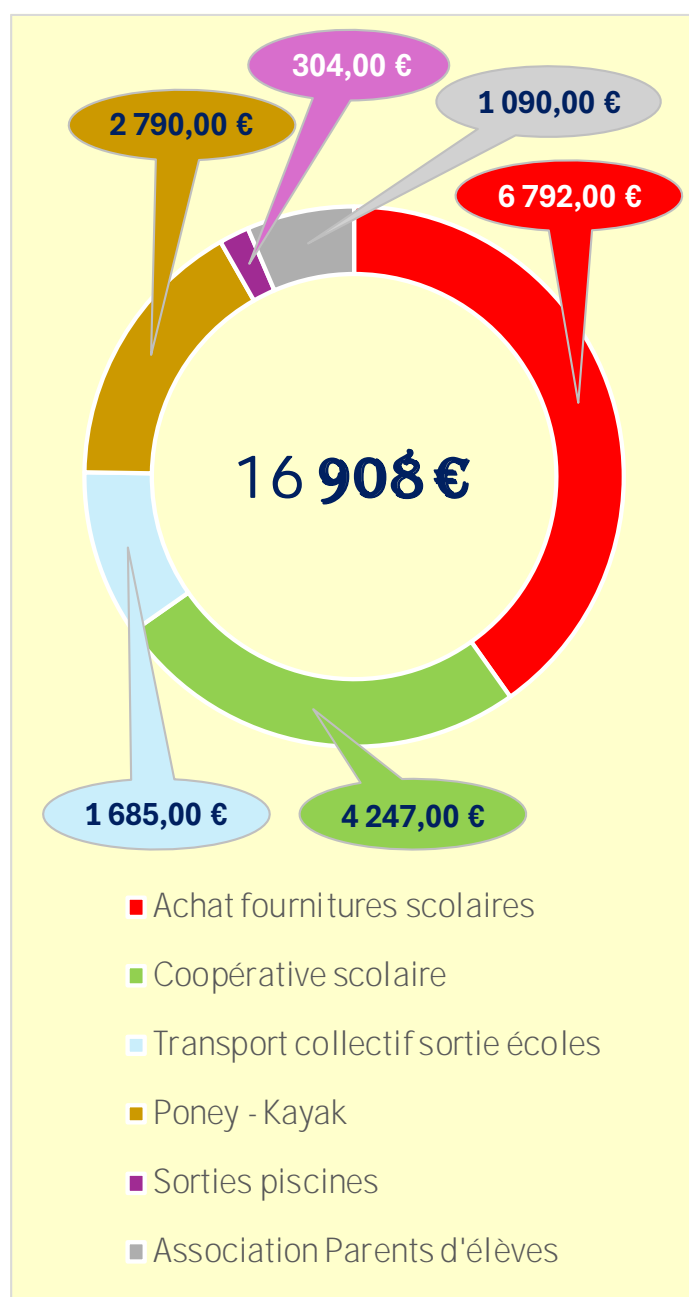 304,00 €
1 090,00 €
2 790,00 €
6 792,00 €
16 908 €
1 685,00 €
4 247,00 €
Achat fournitures scolaires
Coopérative scolaire
Transport collectif sortie écoles
Poney - Kayak
Sorties piscines
Association Parents d'élèves